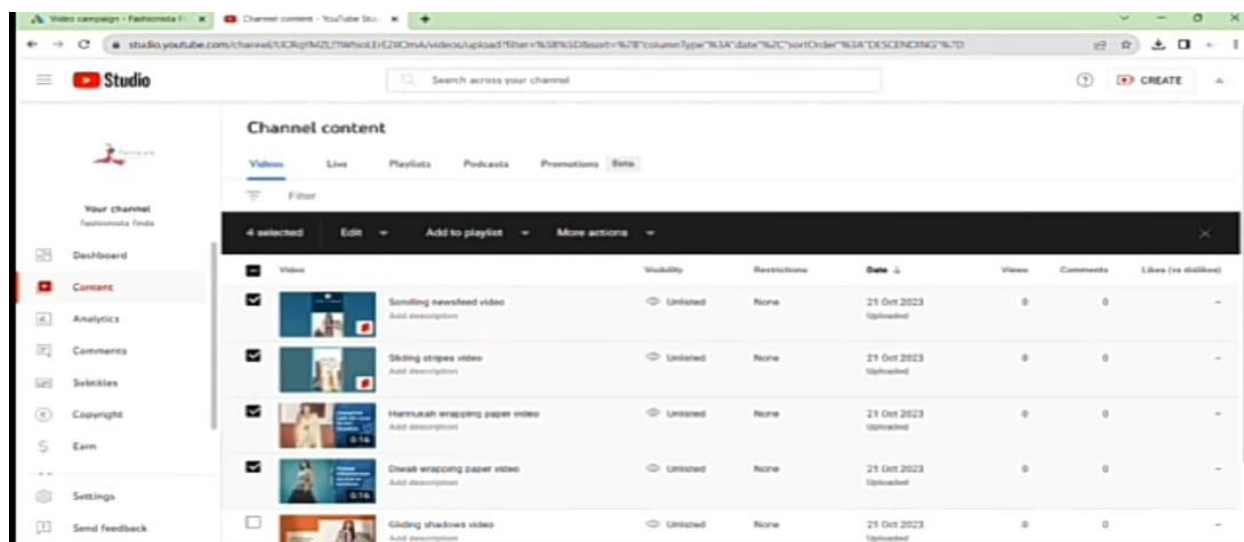 Video campaign - Fashionista Fi
Channel content - YouTube Stu
Studio
Search across your channel
CREATE
Your channel
fashionista finds
Dashboard
Content
Analytics
Comments
Subtitles
Copyright
Earn
Settings
Send feedback
Channel content
Videos Live Playlists Podcasts Promotions Beta
Filter
4 selected Edit Add to playlist More actions
Video Visibility Restrictions Date Views Comments Likes (vs dislikes)
Scrolling newsfeed video Unlisted None 21 Oct 2023 0 0 –
Add description Uploaded
Sliding stripes video Unlisted None 21 Oct 2023 0 0 –
Add description Uploaded
Hannukah wrapping paper video Unlisted None 21 Oct 2023 0 0 –
0:16 Add description Uploaded
Diwali wrapping paper video Unlisted None 21 Oct 2023 0 0 –
0:16 Add description Uploaded
Gliding shadows video Unlisted None 21 Oct 2023 0 0 –
Add description Uploaded